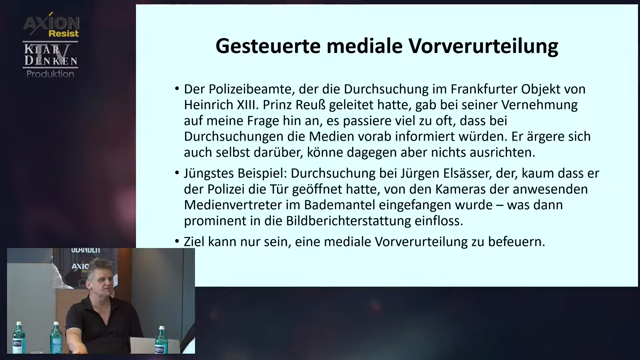 AXION
Resist
KLAR
DENKEN
TV
Produktion
Gesteuerte mediale Vorverurteilung
• Der Polizeibeamte, der die Durchsuchung im Frankfurter Objekt von
Heinrich XIII. Prinz Reuß geleitet hatte, gab bei seiner Vernehmung
auf meine Frage hin an, es passiere viel zu oft, dass bei
Durchsuchungen die Medien vorab informiert würden. Er ärgere sich
auch selbst darüber, könne dagegen aber nichts ausrichten.
• Jüngstes Beispiel: Durchsuchung bei Jürgen Elsässer, der, kaum dass er
der Polizei die Tür geöffnet hatte, von den Kameras der anwesenden
Medienvertreter im Bademantel eingefangen wurde – was dann
prominent in die Bildberichterstattung einfloss.
• Ziel kann nur sein, eine mediale Vorverurteilung zu befeuern.
AXION